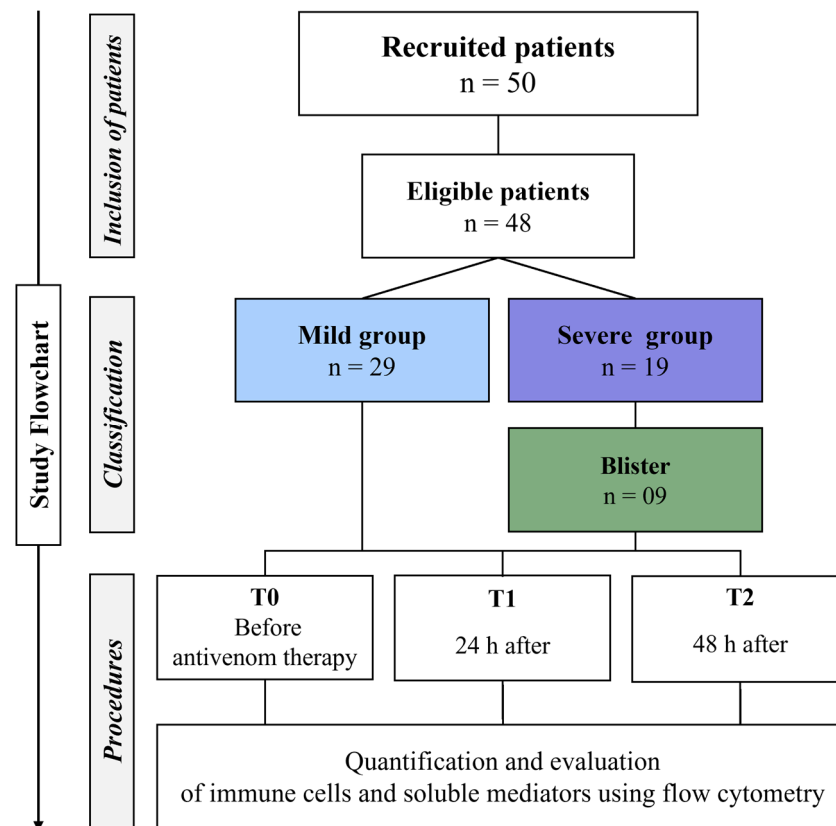 Study Flowchart
Inclusion of patients
Recruited patients
n = 50
Eligible patients
n = 48
Classification
Mild group
n = 29
Severe  group
n = 19
Blister
n = 09
Procedures
T0
Before
antivenom therapy
T1
24 h after
T2
48 h after
Quantification and evaluation
of immune cells and soluble mediators using flow cytometry